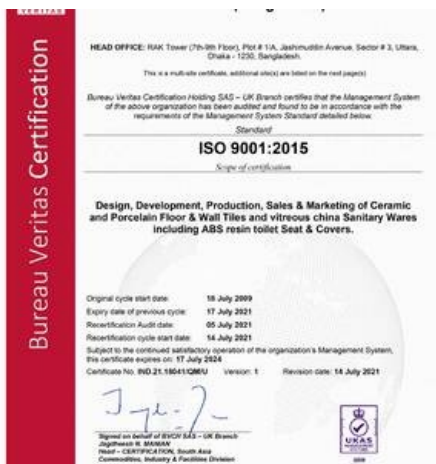 VERITAS
Bureau Veritas Certification
HEAD OFFICE: RAK Tower (7th-9th Floor), Plot # 1/A, Jashimuddin Avenue, Sector # 3, Uttara,
Dhaka - 1230, Bangladesh.
This is a multi-site certificate, additional site(s) are listed on the next page(s)
Bureau Veritas Certification Holding SAS – UK Branch certifies that the Management System
of the above organization has been audited and found to be in accordance with the
requirements of the Management System Standard detailed below.
Standard
ISO 9001:2015
Scope of certification
Design, Development, Production, Sales & Marketing of Ceramic
and Porcelain Floor & Wall Tiles and vitreous china Sanitary Wares
including ABS resin toilet Seat & Covers.
Original cycle start date: 18 July 2009
Expiry date of previous cycle: 17 July 2021
Recertification Audit date: 05 July 2021
Recertification cycle start date: 14 July 2021
Subject to the continued satisfactory operation of the organization's Management System,
this certificate expires on: 17 July 2024
Certificate No. IND.21.18041/QM/U Version: 1 Revision date: 14 July 2021
Signed on behalf of BVCH SAS – UK Branch
Jagdheesh N. MANIAN
Head – CERTIFICATION, South Asia
Commodities, Industry & Facilities Division
UKAS
MANAGEMENT
SYSTEMS
0008